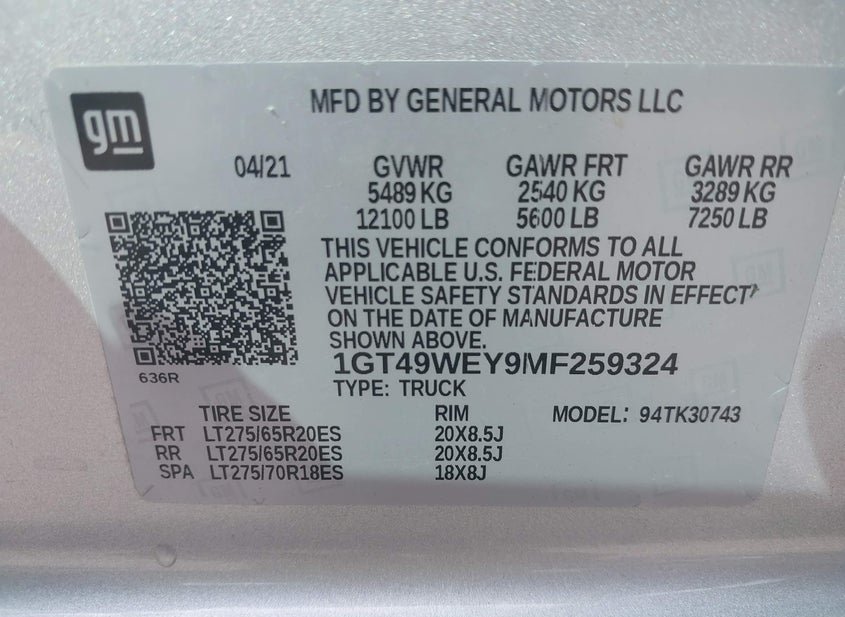 gm
MFD BY GENERAL MOTORS LLC
04/21 GVWR GAWR FRT GAWR RR
5489 KG 2540 KG 3289 KG
12100 LB 5600 LB 7250 LB
THIS VEHICLE CONFORMS TO ALL
APPLICABLE U.S. FEDERAL MOTOR
VEHICLE SAFETY STANDARDS IN EFFECT
ON THE DATE OF MANUFACTURE
SHOWN ABOVE.
636R
1GT49WEY9MF259324
TYPE: TRUCK
TIRE SIZE RIM MODEL: 94TK30743
FRT LT275/65R20ES 20X8.5J
RR LT275/65R20ES 20X8.5J
SPA LT275/70R18ES 18X8J